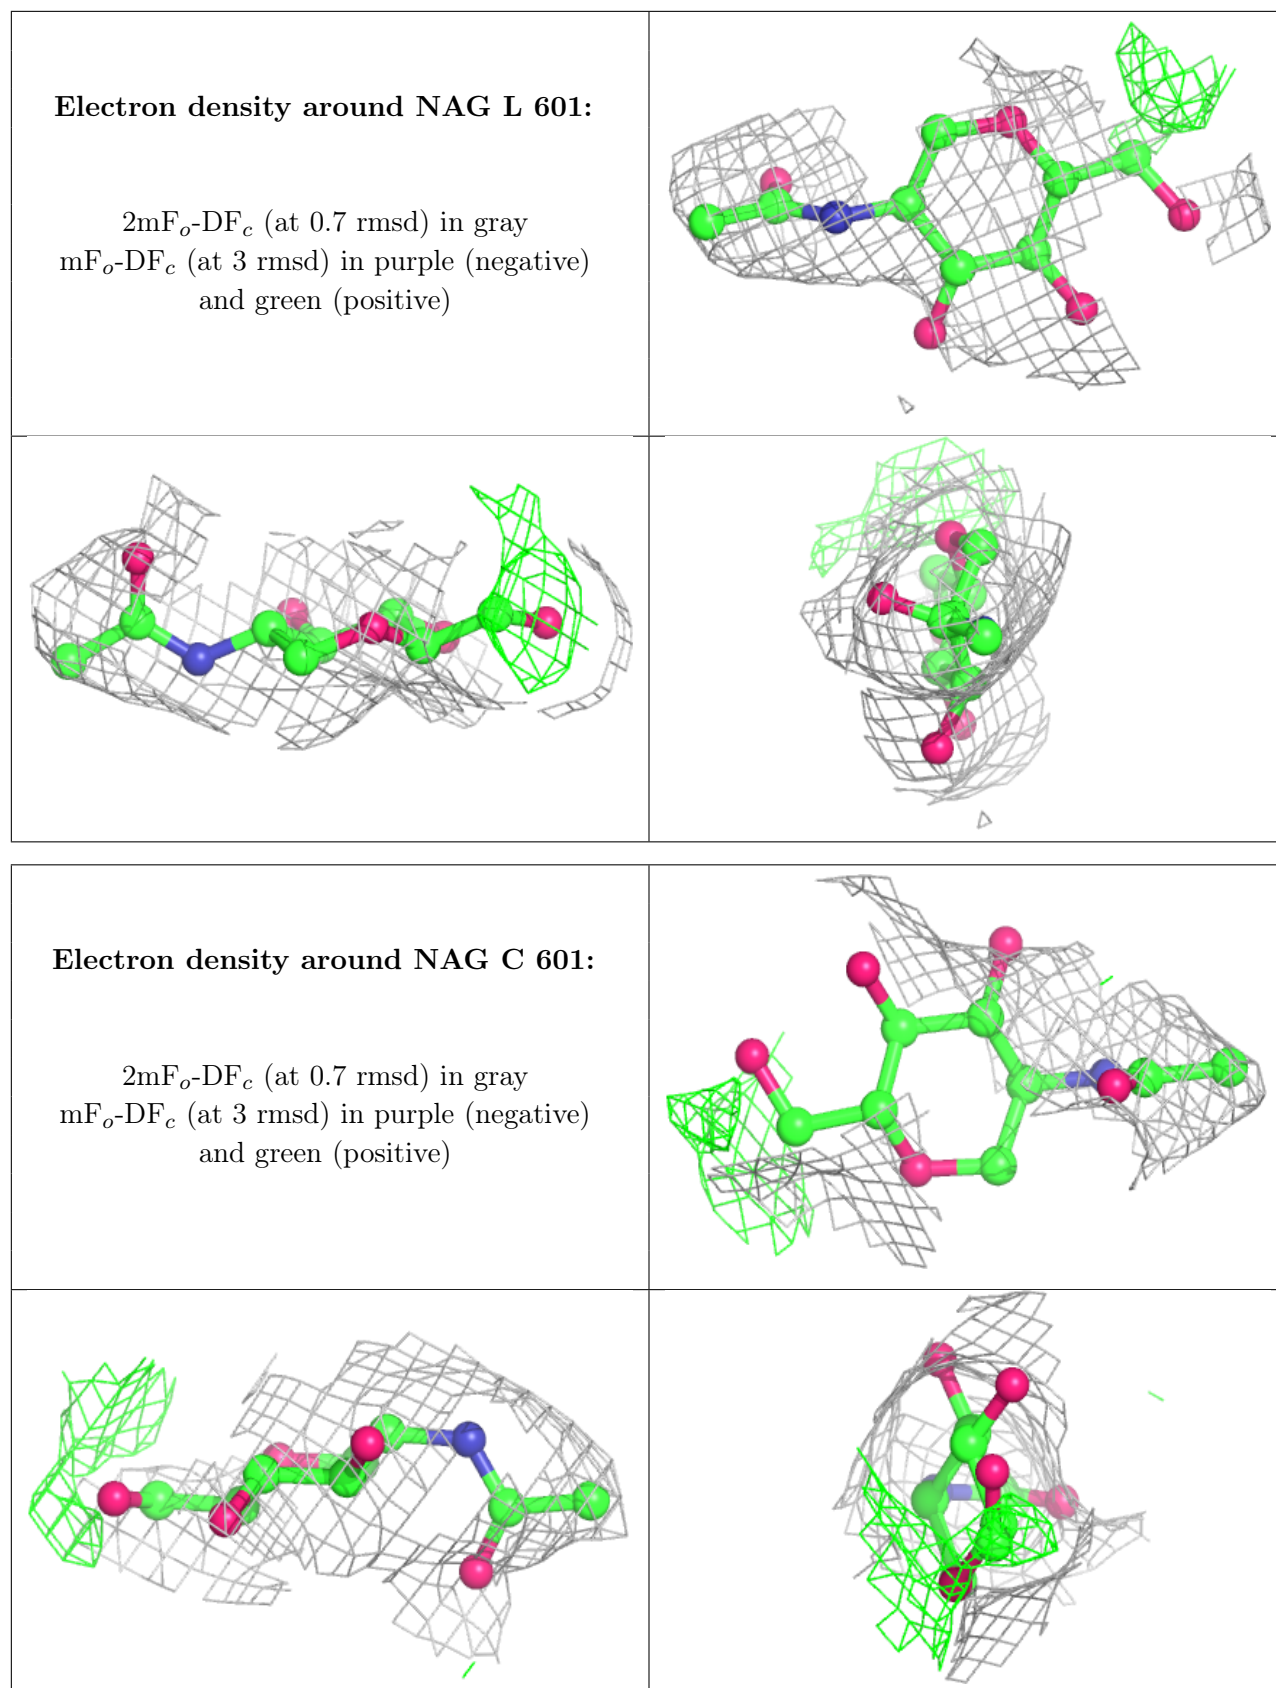 Electron density around NAG L 601:
2mFo-DFc (at 0.7 rmsd) in gray
mFo-DFc (at 3 rmsd) in purple (negative)
and green (positive)
Electron density around NAG C 601:
2mFo-DFc (at 0.7 rmsd) in gray
mFo-DFc (at 3 rmsd) in purple (negative)
and green (positive)